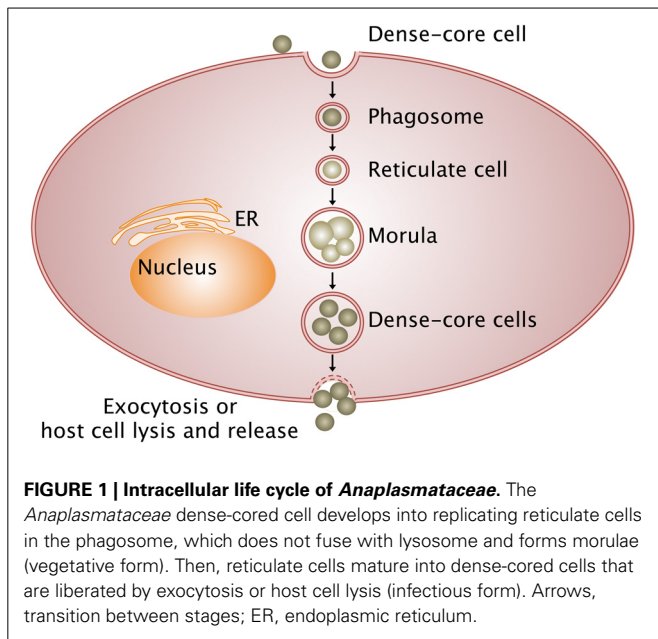 Dense-core cell
Phagosome
Reticulate cell
ER
Morula
Nucleus
Dense-core cells
Exocytosis or
host cell lysis and release
FIGURE 1 | Intracellular life cycle of Anaplasmataceae. The
Anaplasmataceae dense-cored cell develops into replicating reticulate cells
in the phagosome, which does not fuse with lysosome and forms morulae
(vegetative form). Then, reticulate cells mature into dense-cored cells that
are liberated by exocytosis or host cell lysis (infectious form). Arrows,
transition between stages; ER, endoplasmic reticulum.